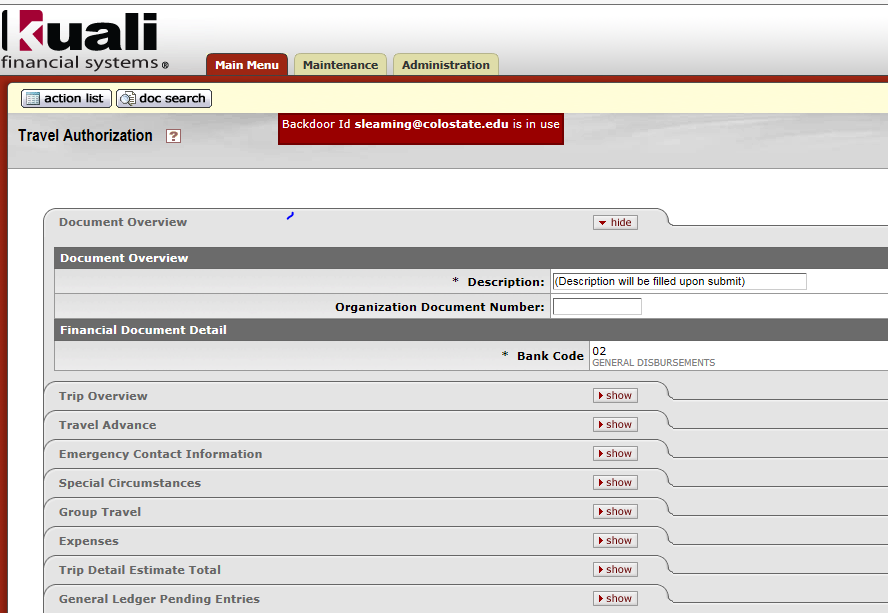 kuali
financial systems ®
Main Menu
Maintenance
Administration
action list
doc search
Backdoor Id sleaming@colostate.edu is in use
Travel Authorization ?
Document Overview hide
Document Overview
* Description: (Description will be filled upon submit)
Organization Document Number:
Financial Document Detail
* Bank Code 02
GENERAL DISBURSEMENTS
Trip Overview show
Travel Advance show
Emergency Contact Information show
Special Circumstances show
Group Travel show
Expenses show
Trip Detail Estimate Total show
General Ledger Pending Entries show